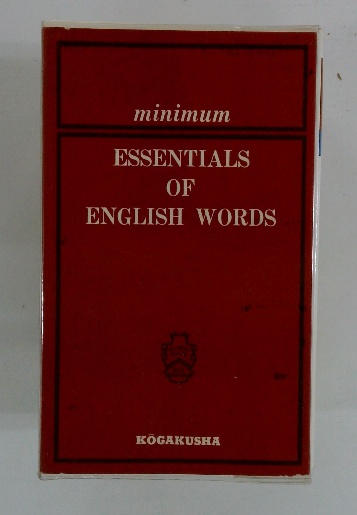 minimum
ESSENTIALS
OF
ENGLISH WORDS
KŌGAKUSHA